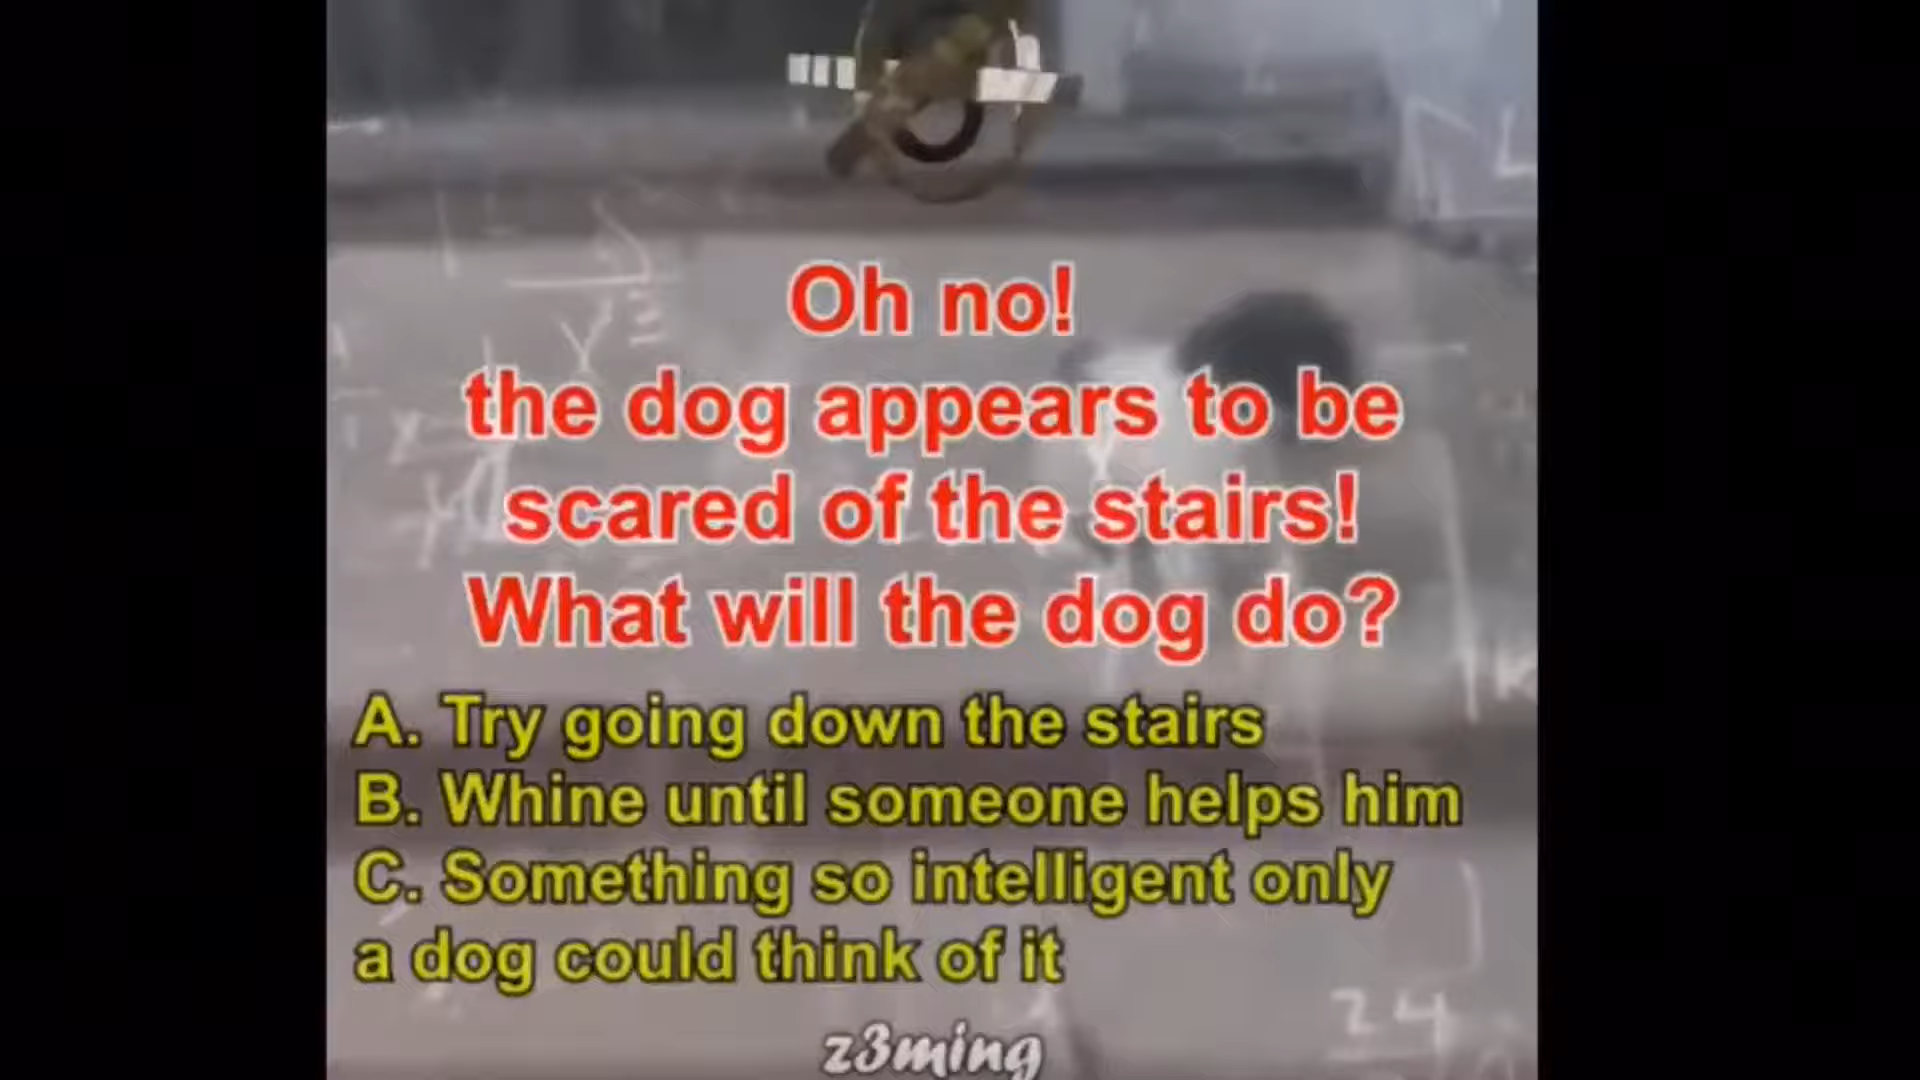 Oh no!
the dog appears to be
scared of the stairs!
What will the dog do?
A. Try going down the stairs
B. Whine until someone helps him
C. Something so intelligent only
a dog could think of it
z3ming
24